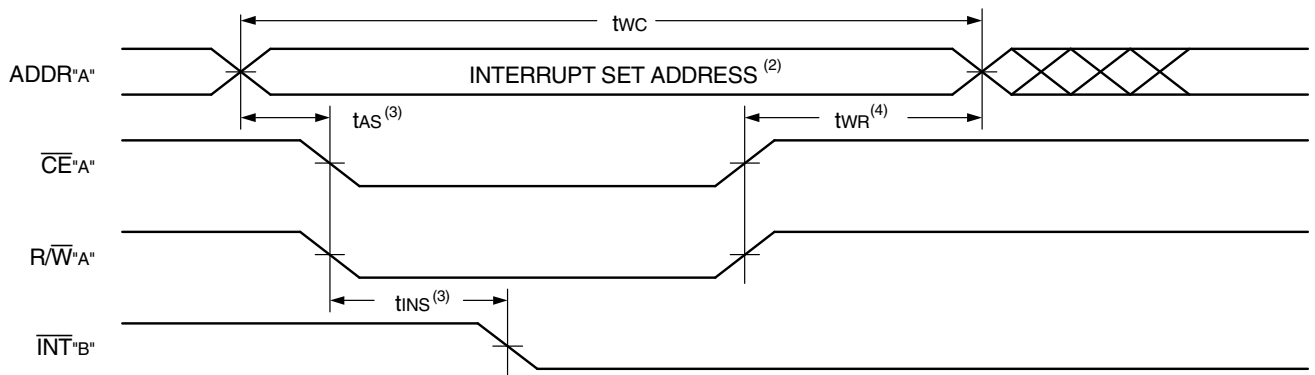 tWC
ADDR"A"
INTERRUPT SET ADDRESS (2)
tAS(3)
tWR(4)
CE"A"
R/W"A"
tINS(3)
INT"B"